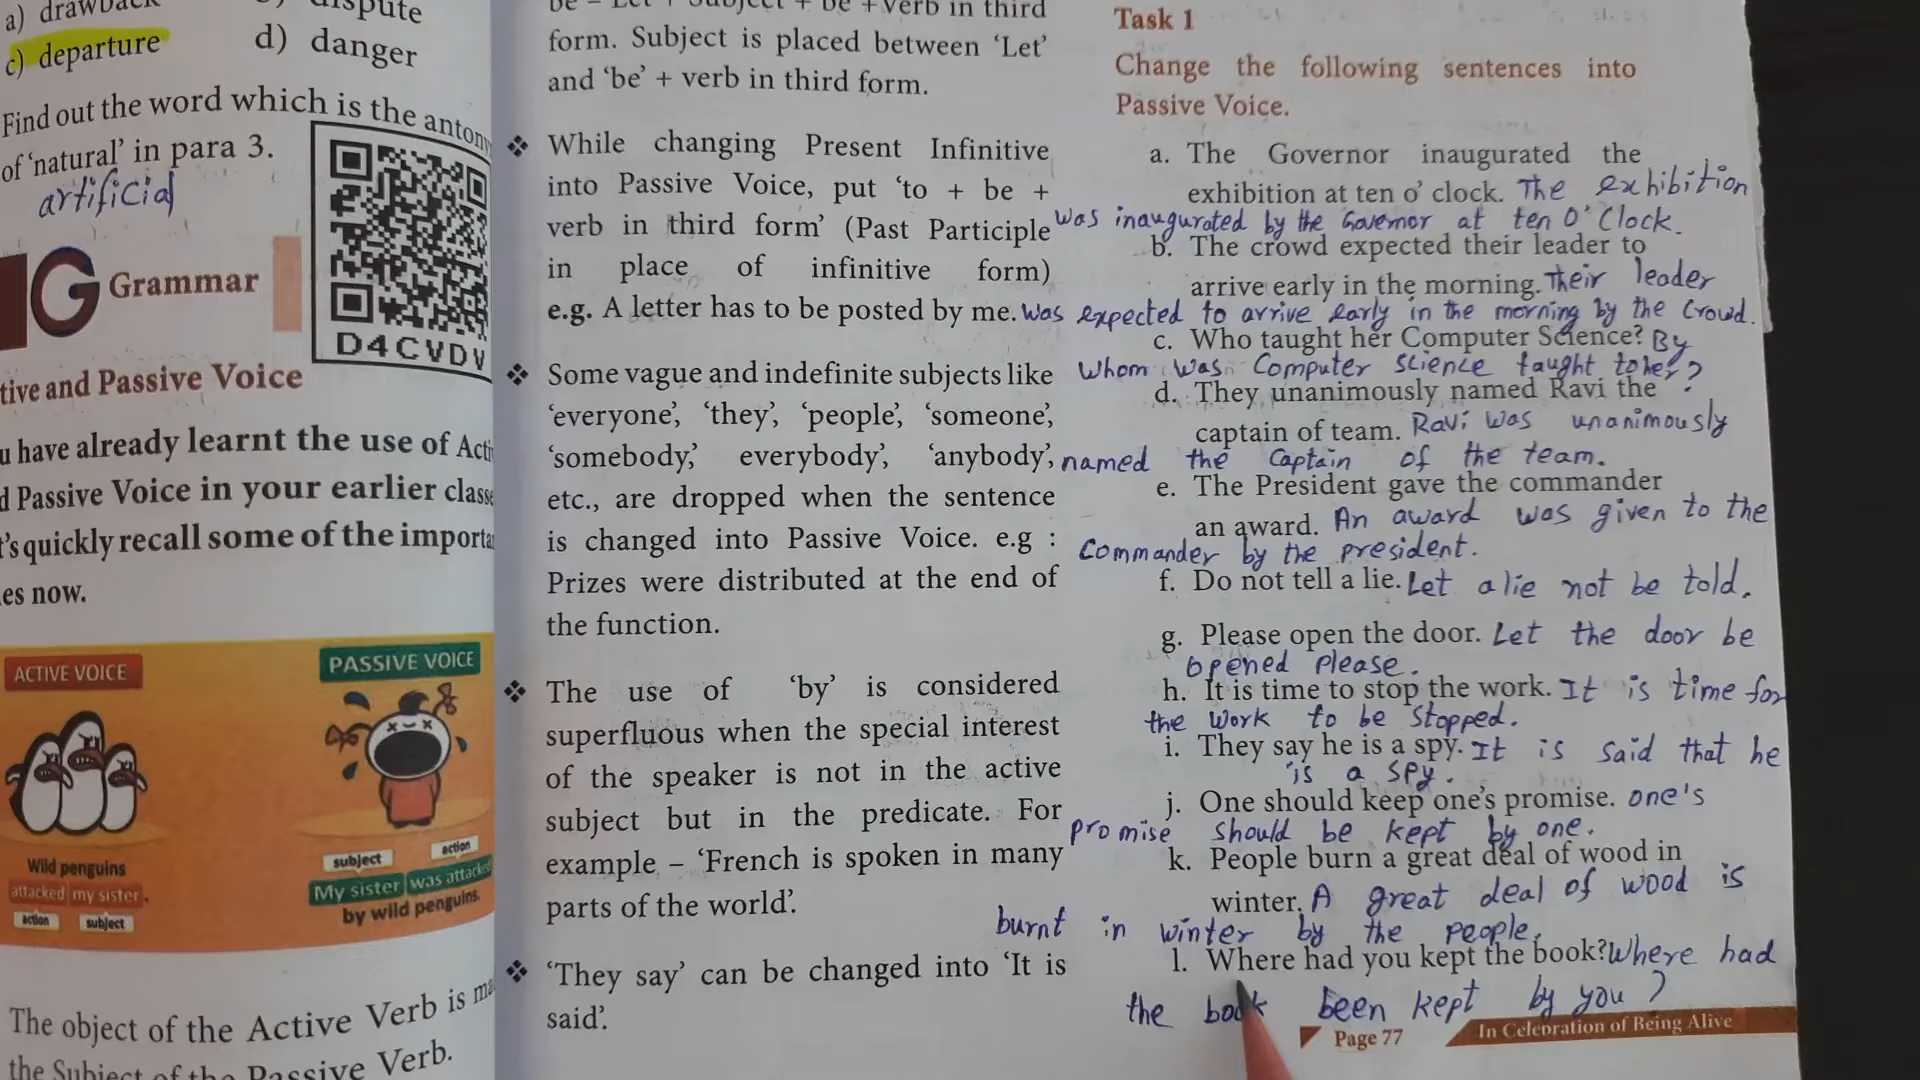 a) drawback
dispute
c) departure
d) danger
Find out the word which is the
of 'natural' in para 3.
artificial
D4CVDV
G Grammar
and Passive Voice
have already learnt the use of
Passive Voice in your earlier
quickly recall some of the
now.
ACTIVE VOICE
PASSIVE VOICE
Wild penguins
attacked my sister.
action
subject
subject
action
My sister was attacked
by wild penguins.
The object of the Active Verb is
the Subject of the Passive Verb.
be = Let + Subject + be + verb in third
form. Subject is placed between 'Let'
and 'be' + verb in third form.
❖ While changing Present Infinitive
into Passive Voice, put 'to + be +
verb in third form' (Past Participle
in place of infinitive form)
e.g. A letter has to be posted by me.
❖ Some vague and indefinite subjects like
'everyone', 'they', 'people', 'someone',
'somebody,' everybody', 'anybody',
etc., are dropped when the sentence
is changed into Passive Voice. e.g :
Prizes were distributed at the end of
the function.
❖ The use of 'by' is considered
superfluous when the special interest
of the speaker is not in the active
subject but in the predicate. For
example – 'French is spoken in many
parts of the world'.
❖ 'They say' can be changed into 'It is
said'.
Task 1
Change the following sentences into
Passive Voice.
a. The Governor inaugurated the
exhibition at ten o' clock. The exhibition
was inaugurated by the Governor at ten O' Clock.
b. The crowd expected their leader to
arrive early in the morning. Their leader
was expected to arrive early in the morning by the crowd.
c. Who taught her Computer Science? By
whom was Computer science taught to her?
d. They unanimously named Ravi the
captain of team. Ravi was unanimously
named the Captain of the team.
e. The President gave the commander
an award. An award was given to the
Commander by the president.
f. Do not tell a lie. Let a lie not be told.
g. Please open the door. Let the door be
opened please.
h. It is time to stop the work. It is time for
the work to be stopped.
i. They say he is a spy. It is said that he
is a spy.
j. One should keep one's promise. one's
promise should be kept by one.
k. People burn a great deal of wood in
winter. A great deal of wood is
burnt in winter by the people.
l. Where had you kept the book? Where had
the book been kept by you?
Page 77
In Celebration of Being Alive